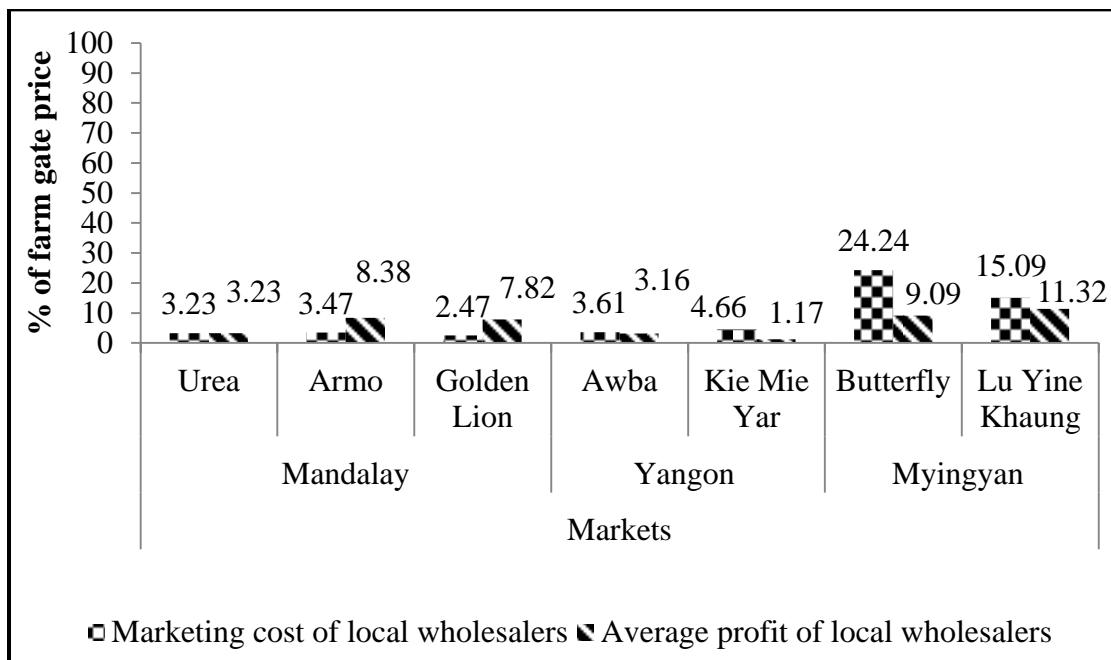 % of farm gate price
100
90
80
70
60
50
40
30
20
10
0
3.23 3.23 3.47 8.38 2.47 7.82 3.61 3.16 4.66 1.17 24.24 9.09 15.09 11.32
Urea Armo Golden Awba Kie Mie Butterfly Lu Yine
Lion Yar Khaung
Mandalay Yangon Myingyan
Markets
Marketing cost of local wholesalers Average profit of local wholesalers